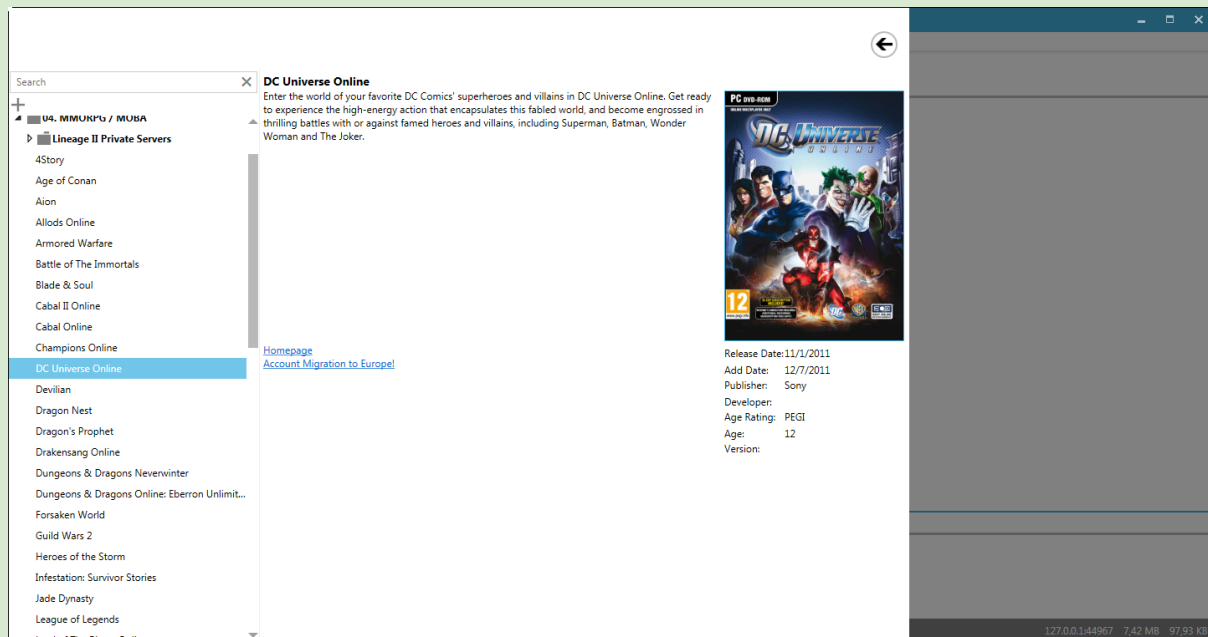 Search
04. MMORPG / MOBA
Lineage II Private Servers
4Story
Age of Conan
Aion
Allods Online
Armored Warfare
Battle of The Immortals
Blade & Soul
Cabal II Online
Cabal Online
Champions Online
DC Universe Online
Devilian
Dragon Nest
Dragon's Prophet
Drakensang Online
Dungeons & Dragons Neverwinter
Dungeons & Dragons Online: Eberron Unlimit...
Forsaken World
Guild Wars 2
Heroes of the Storm
Infestation: Survivor Stories
Jade Dynasty
League of Legends
DC Universe Online
Enter the world of your favorite DC Comics' superheroes and villains in DC Universe Online. Get ready
to experience the high-energy action that encapsulates this fabled world, and become engrossed in
thrilling battles with or against famed heroes and villains, including Superman, Batman, Wonder
Woman and The Joker.
Homepage
Account Migration to Europe!
PC DVD-ROM
ONLINE MULTIPLAYER ONLY
DC UNIVERSE
ONLINE
12
www.pegi.info
DC
Release Date:11/1/2011
Add Date: 12/7/2011
Publisher: Sony
Developer:
Age Rating: PEGI
Age: 12
Version:
127.0.0.1:44967 7,42 MB 97,93 KB